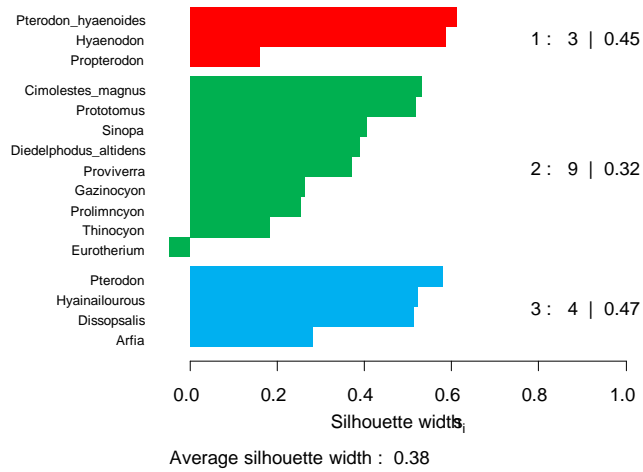 Pterodon_hyaenoides
Hyaenodon
1 : 3 | 0.45
Propterodon
Cimolestes_magnus
Prototomus
Sinopa
Diedelphodus_altidens
Proviverra
2 : 9 | 0.32
Gazinocyon
Prolimncyon
Thinocyon
Eurotherium
Pterodon
Hyainailourous
3 : 4 | 0.47
Dissopsalis
Arfia
0.0 0.2 0.4 0.6 0.8 1.0
Silhouette width si
Average silhouette width : 0.38